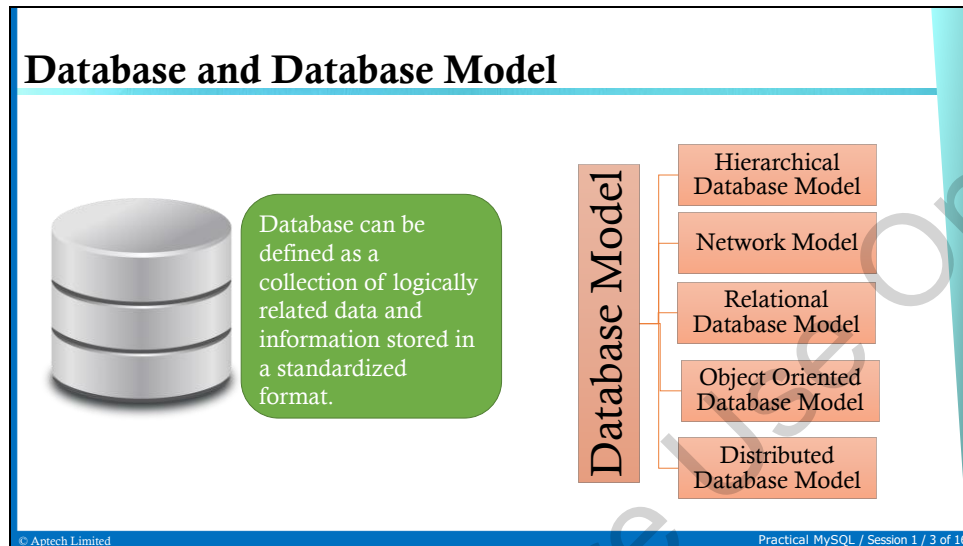 Database and Database Model
Database can be
defined as a
collection of logically
related data and
information stored in
a standardized
format.
Database Model
Hierarchical
Database Model
Network Model
Relational
Database Model
Object Oriented
Database Model
Distributed
Database Model
Use
© Aptech Limited
Practical MySQL / Session 1 / 3 of 16